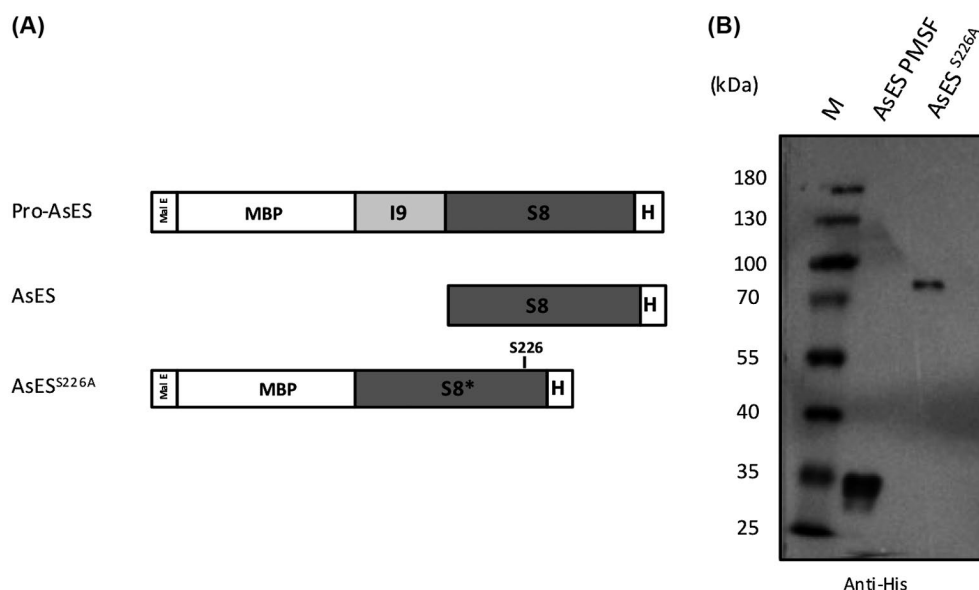 (A)
Pro-AsES
Mal E MBP I9 S8 H
AsES
S8 H
S226
AsES^S226A
Mal E MBP S8* H
(B)
(kDa)
M AsES PMSF AsES S226A
180
130
100
70
55
40
35
25
Anti-His